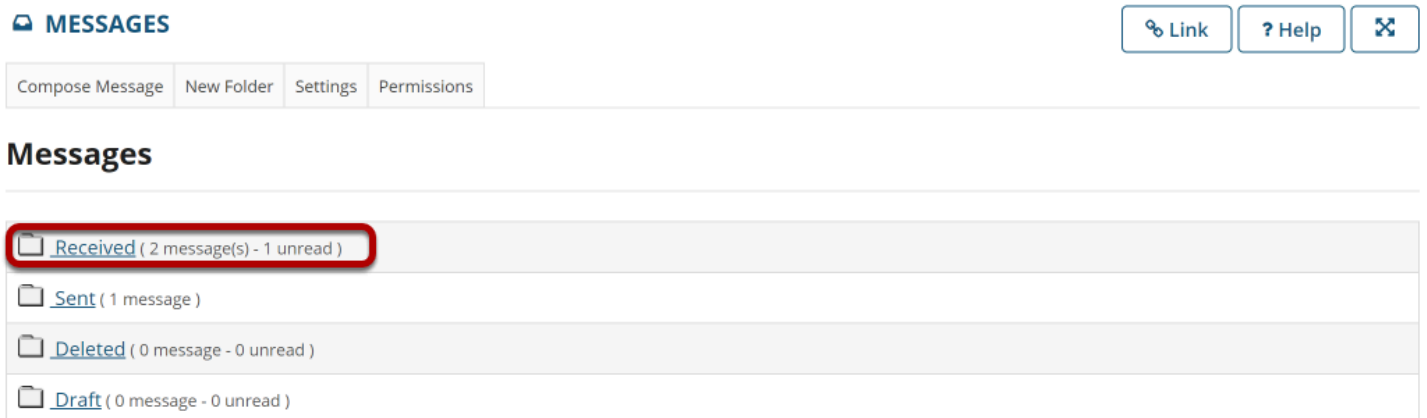 MESSAGES
Link
? Help
Compose Message New Folder Settings Permissions
Messages
Received ( 2 message(s) - 1 unread )
Sent ( 1 message )
Deleted ( 0 message - 0 unread )
Draft ( 0 message - 0 unread )